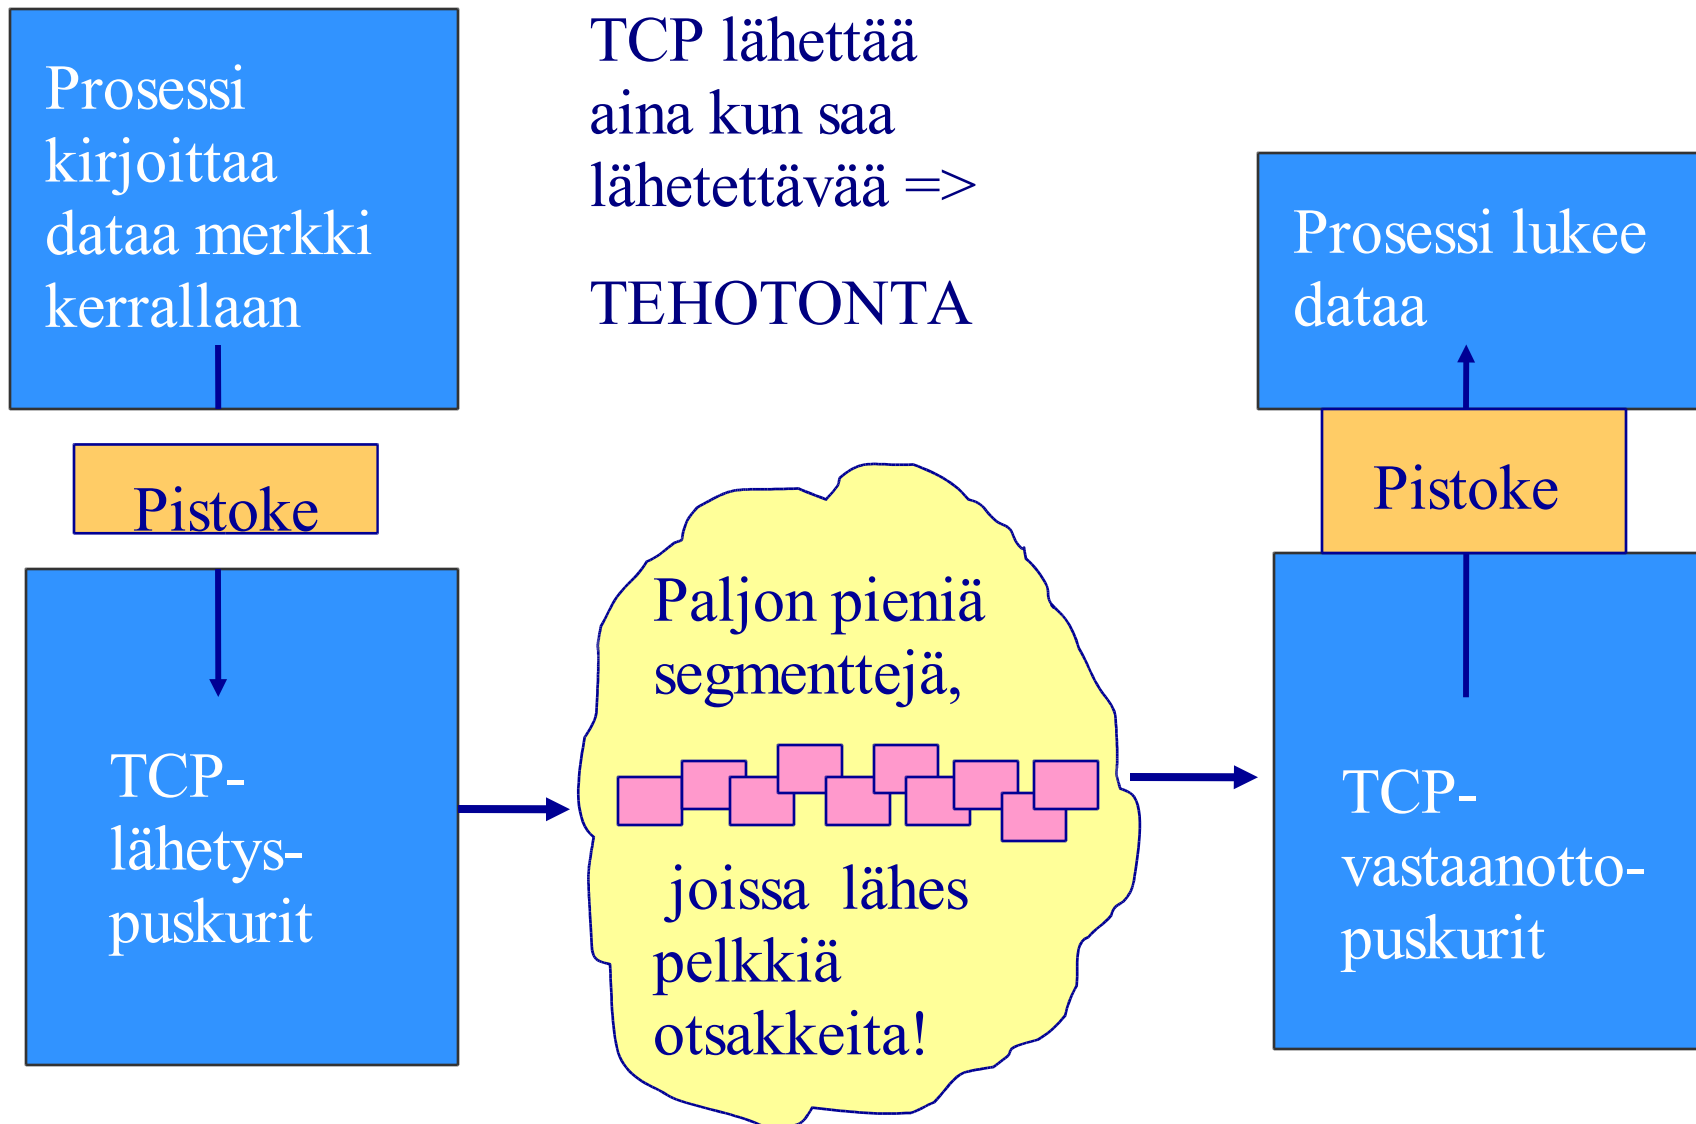 Prosessi
kirjoittaa
dataa merkki
kerrallaan
TCP lähettää
aina kun saa
lähetettävää =>
TEHOTONTA
Prosessi lukee
dataa
Pistoke
Pistoke
Paljon pieniä
segmenttejä,
joissa lähes
pelkkiä
otsakkeita!
TCP-
lähetys-
puskurit
TCP-
vastaanotto-
puskurit